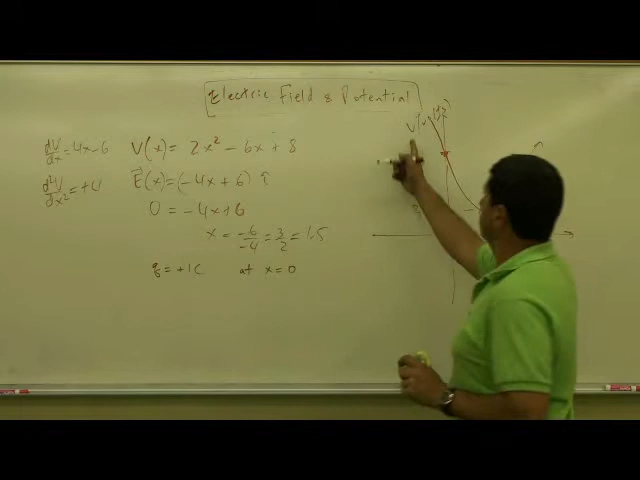 Electric Field & Potential
dV/dx = 4x - 6
V(x) = 2x² - 6x + 8
d²V/dx² = +4
E⃗(x) = (-4x + 6) î
0 = -4x + 6
x = -6/-4 = 3/2 = 1.5
q = +1C at x = 0